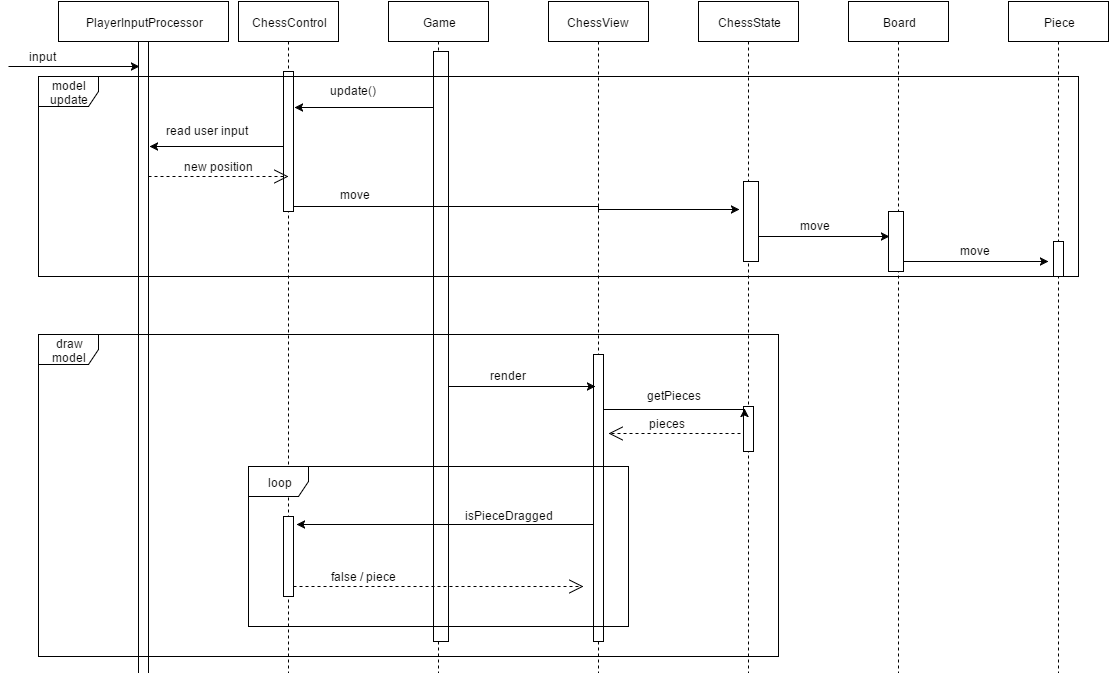 PlayerInputProcessor
ChessControl
Game
ChessView
ChessState
Board
Piece
input
model
update
update()
read user input
new position
move
move
move
draw
model
render
getPieces
pieces
loop
isPieceDragged
false / piece